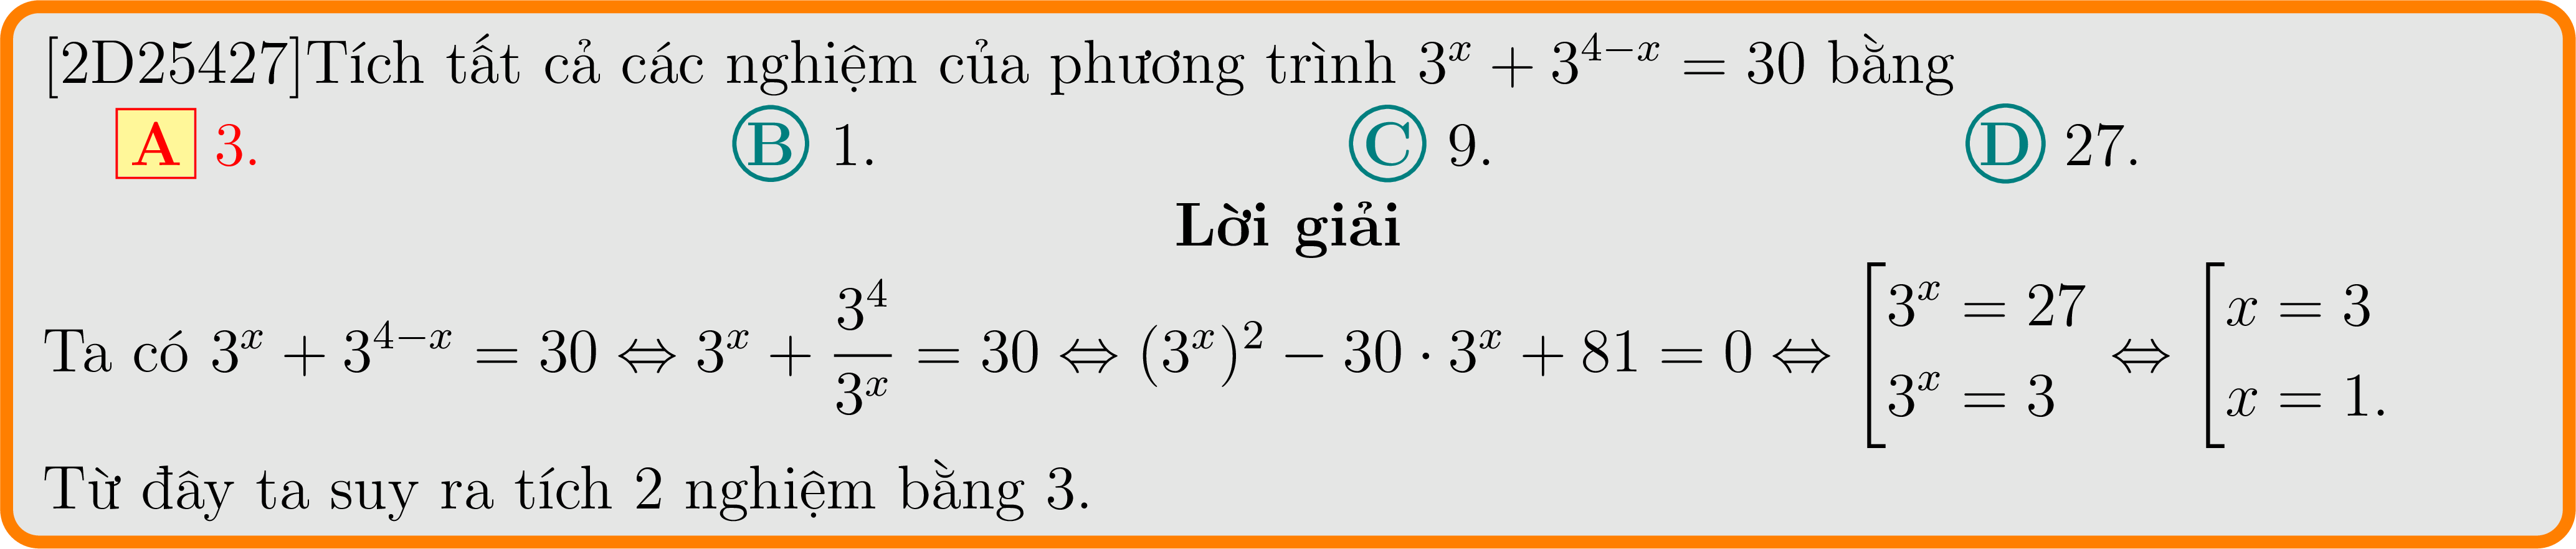 [2D25427]Tích tất cả các nghiệm của phương trình $3^x + 3^{4-x} = 30$ bằng
A 3. B 1. C 9. D 27.
Lời giải
Ta có $3^x + 3^{4-x} = 30 \Leftrightarrow 3^x + \dfrac{3^4}{3^x} = 30 \Leftrightarrow (3^x)^2 - 30 \cdot 3^x + 81 = 0 \Leftrightarrow \left[\begin{array}{l} 3^x = 27 \\ 3^x = 3 \end{array}\right. \Leftrightarrow \left[\begin{array}{l} x = 3 \\ x = 1. \end{array}\right.$
Từ đây ta suy ra tích 2 nghiệm bằng 3.